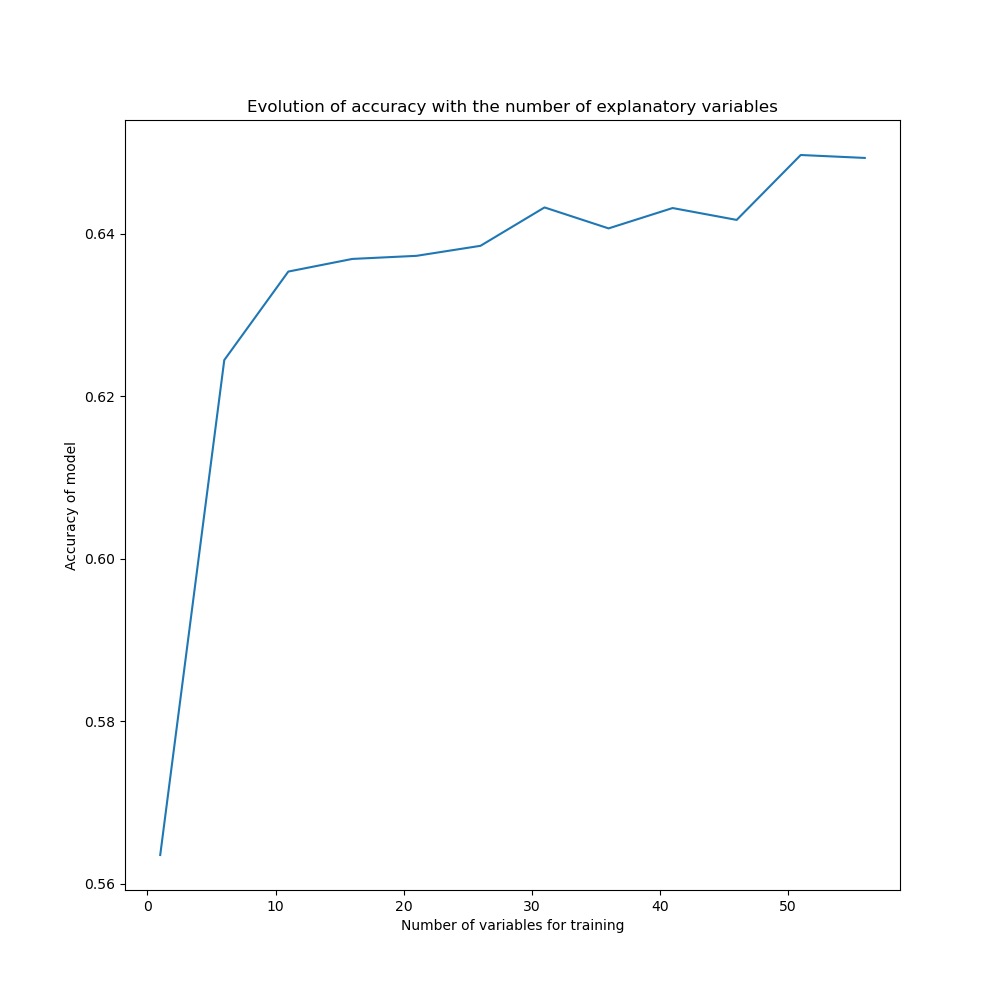 Evolution of accuracy with the number of explanatory variables
Accuracy of model
0.64
0.62
0.60
0.58
0.56
0 10 20 30 40 50
Number of variables for training